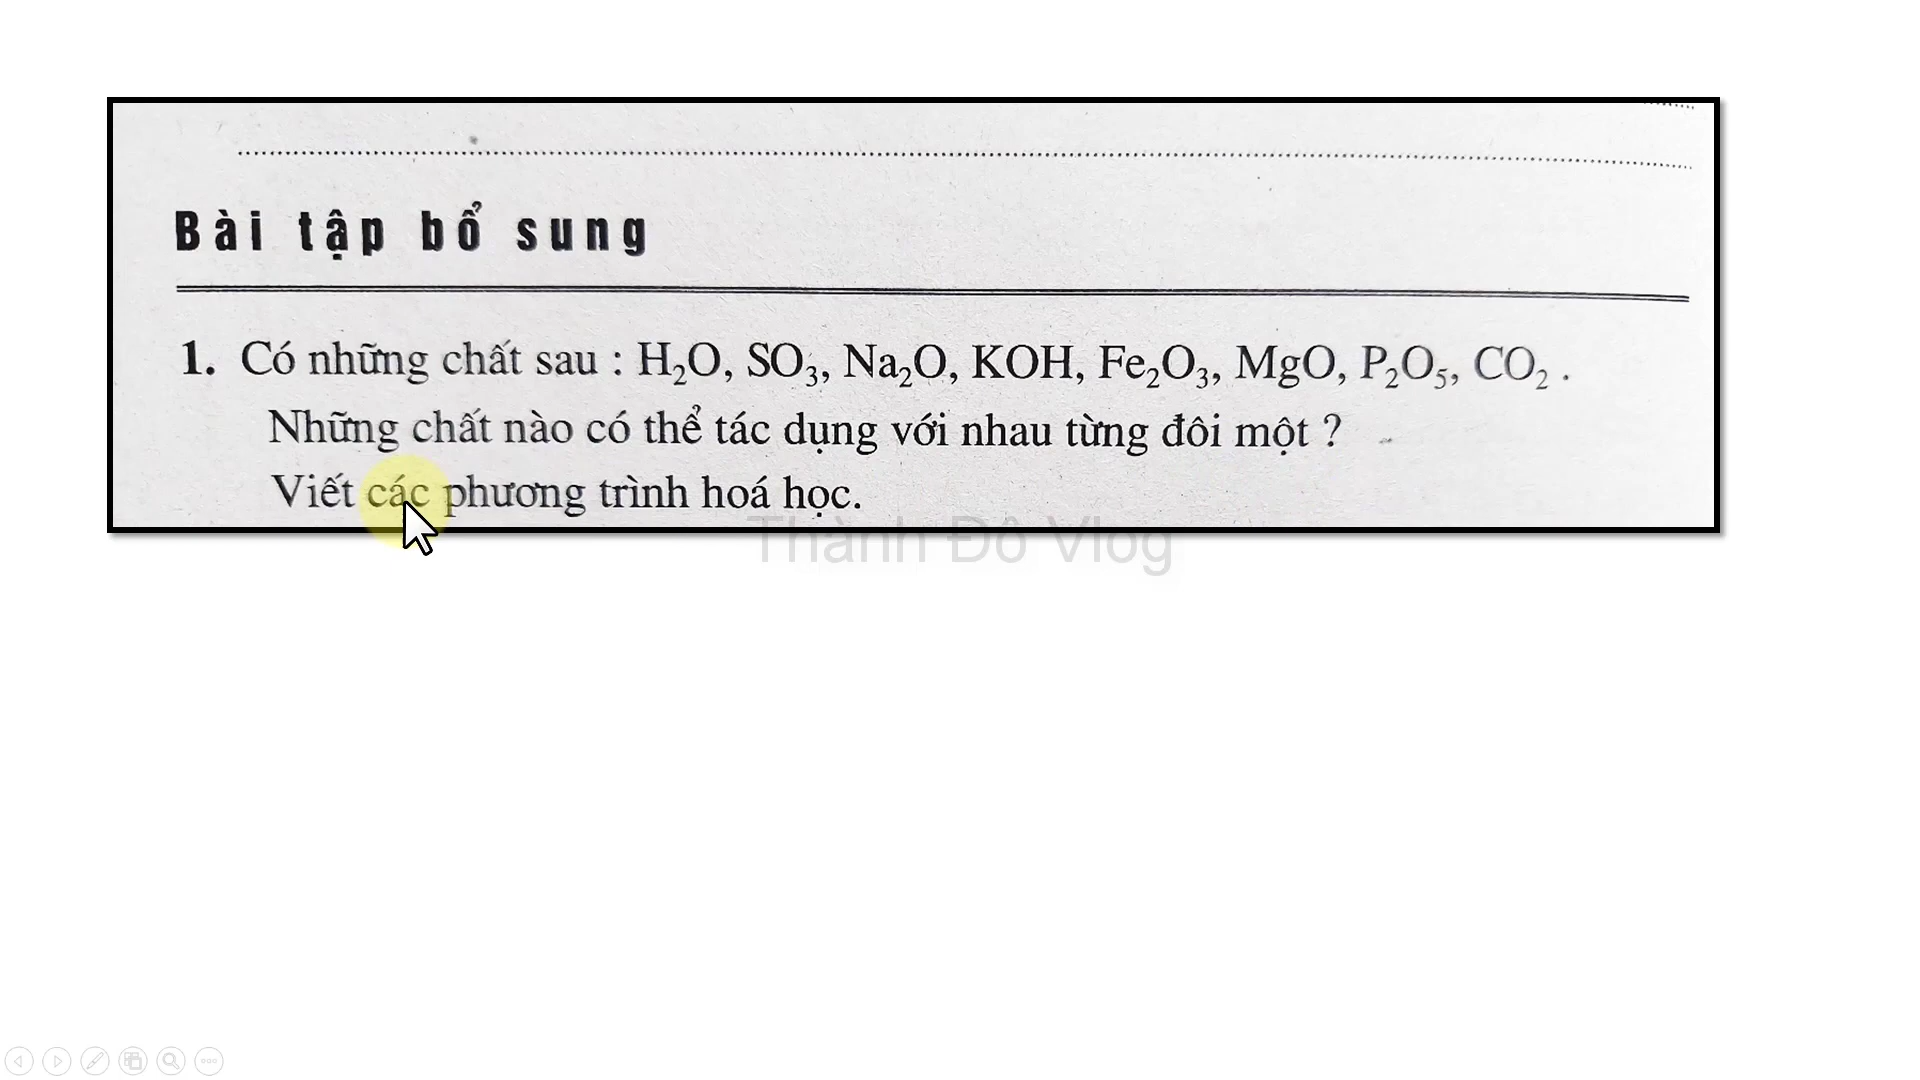 Bài tập bổ sung
1. Có những chất sau : H₂O, SO₃, Na₂O, KOH, Fe₂O₃, MgO, P₂O₅, CO₂ .
Những chất nào có thể tác dụng với nhau từng đôi một ?
Viết các phương trình hoá học.
Thành Đô Vlog